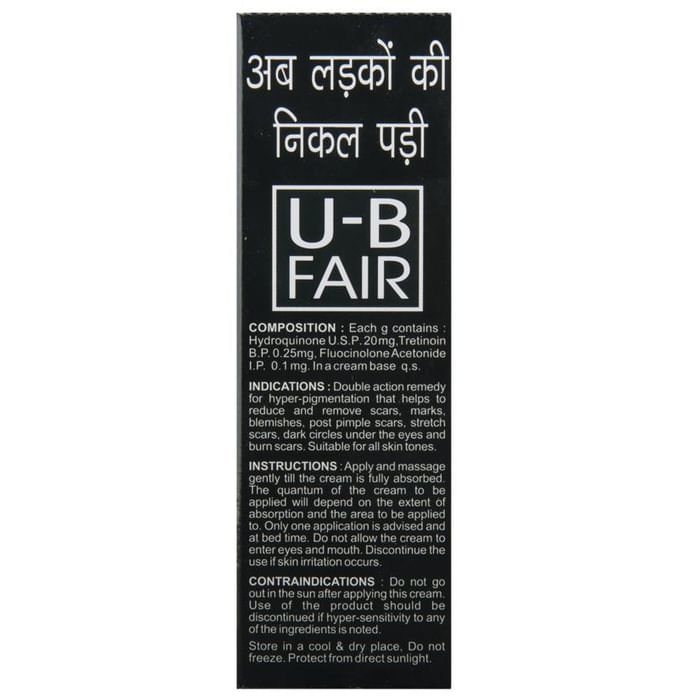 अब लड़कों की
निकल पड़ी
U-B
FAIR
COMPOSITION : Each g contains :
Hydroquinone U.S.P. 20mg,Tretinoin
B.P. 0.25mg, Fluocinolone Acetonide
I.P. 0.1 mg. In a cream base q.s.
INDICATIONS : Double action remedy
for hyper-pigmentation that helps to
reduce and remove scars, marks,
blemishes, post pimple scars, stretch
scars, dark circles under the eyes and
burn scars. Suitable for all skin tones.
INSTRUCTIONS : Apply and massage
gently till the cream is fully absorbed.
The quantum of the cream to be
applied will depend on the extent of
absorption and the area to be applied
to. Only one application is advised and
at bed time. Do not allow the cream to
enter eyes and mouth. Discontinue the
use if skin irritation occurs.
CONTRAINDICATIONS : Do not go
out in the sun after applying this cream.
Use of the product should be
discontinued if hyper-sensitivity to any
of the ingredients is noted.
Store in a cool & dry place. Do not
freeze. Protect from direct sunlight.